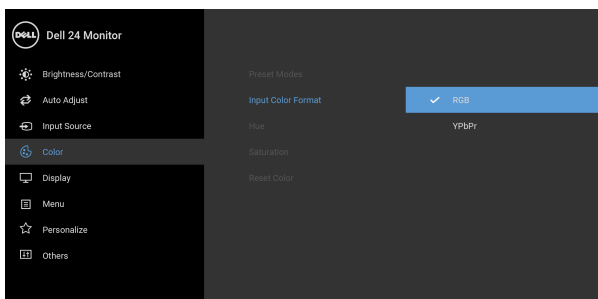 DELL Dell 24 Monitor
Brightness/Contrast
Auto Adjust
Input Source
Color
Display
Menu
Personalize
Others
Preset Modes
Input Color Format
Hue
Saturation
Reset Color
RGB
YPbPr